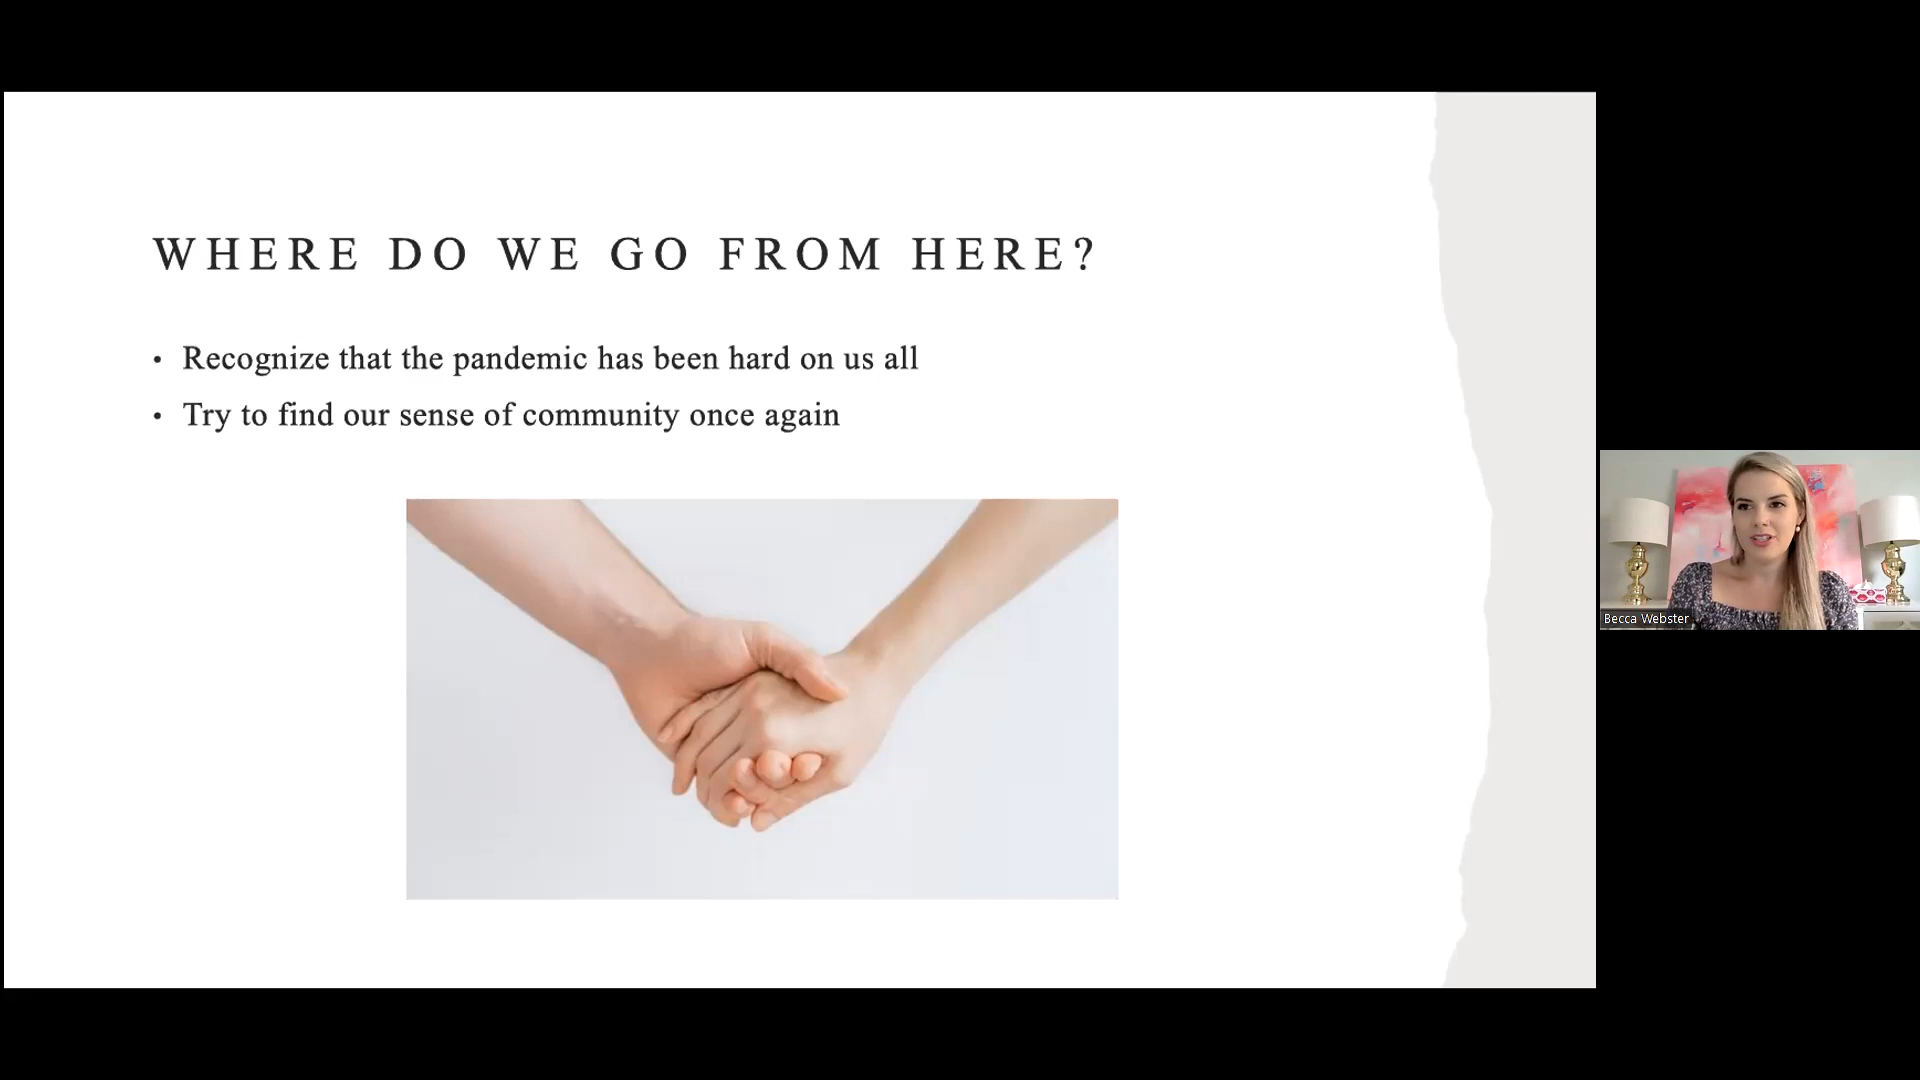 WHERE DO WE GO FROM HERE?
• Recognize that the pandemic has been hard on us all
• Try to find our sense of community once again
Becca Webster